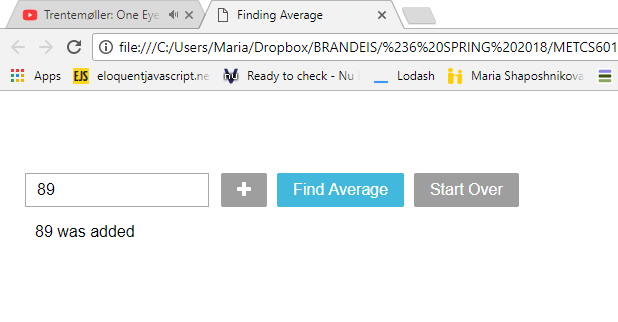 Trentemøller: One Eye
Finding Average
file:///C:/Users/Maria/Dropbox/BRANDEIS/%236%20SPRING%202018/METCS601
Apps EJS eloquentjavascript.ne Ready to check - Nu Lodash Maria Shaposhnikova
89 + Find Average Start Over
89 was added